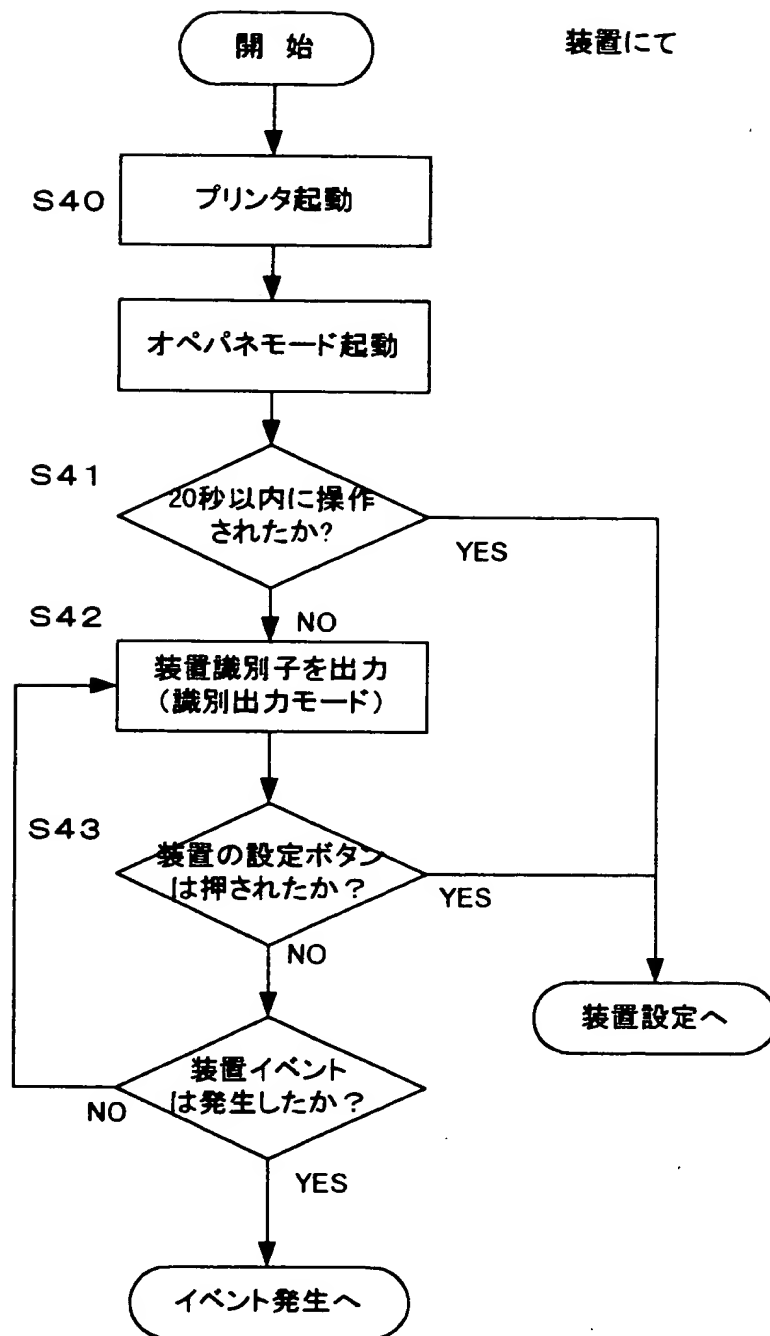 開 始
装置にて
S40
プリンタ起動
オペパネモード起動
S41
20秒以内に操作
されたか?
YES
NO
S42
装置識別子を出力
(識別出力モード)
S43
装置の設定ボタン
は押されたか?
YES
NO
装置設定へ
装置イベント
は発生したか?
NO
YES
イベント発生へ